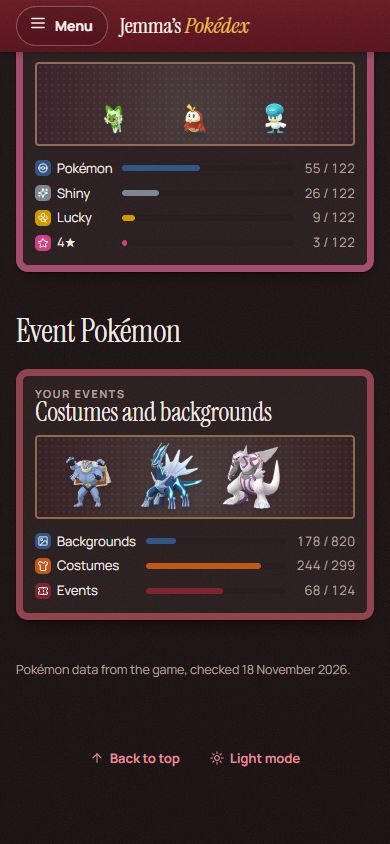 Menu
Jemma's Pokédex
Pokémon 55 / 122
Shiny 26 / 122
Lucky 9 / 122
4★ 3 / 122
Event Pokémon
YOUR EVENTS
Costumes and backgrounds
Backgrounds 178 / 820
Costumes 244 / 299
Events 68 / 124
Pokémon data from the game, checked 18 November 2026.
Back to top
Light mode